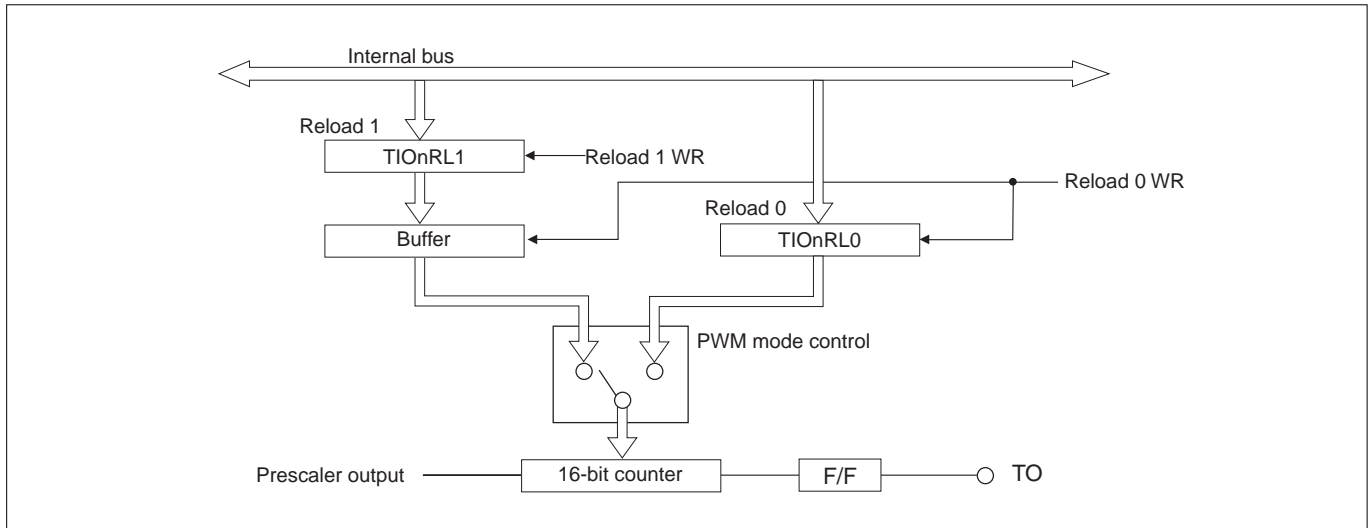 Internal bus
Reload 1
TIOnRL1
Reload 1 WR
Reload 0 WR
Reload 0
Buffer
TIOnRL0
PWM mode control
Prescaler output
16-bit counter
F/F
TO